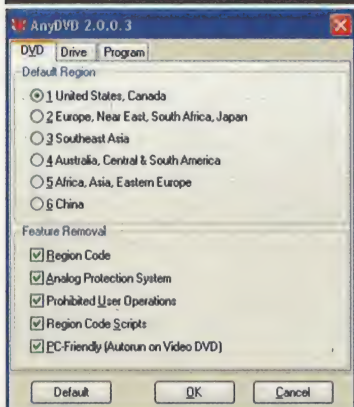 AnyDVD 2.0.0.3
DVD Drive Program
Default Region
1 United States, Canada
2 Europe, Near East, South Africa, Japan
3 Southeast Asia
4 Australia, Central & South America
5 Africa, Asia, Eastern Europe
6 China
Feature Removal
Region Code
Analog Protection System
Prohibited User Operations
Region Code Scripts
PC-Friendly (Autorun on Video DVD)
Default OK Cancel